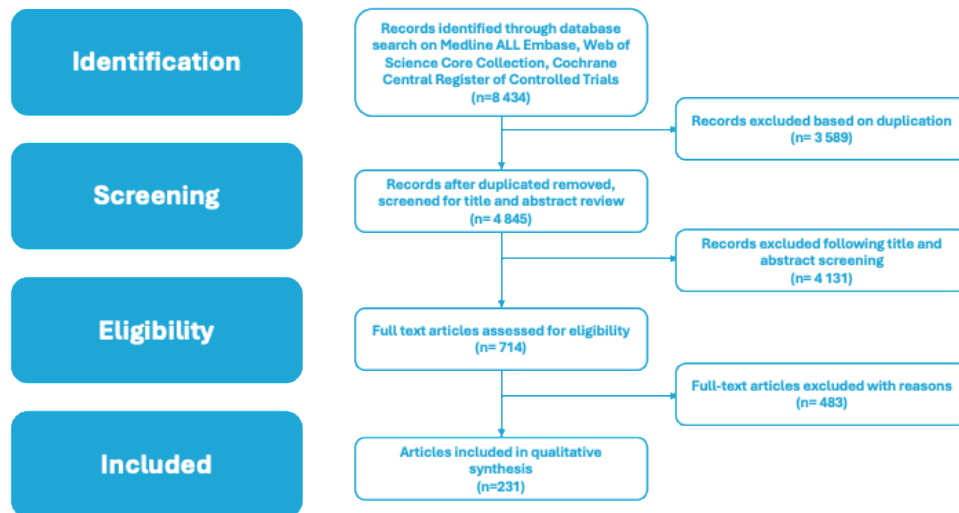 Identification
Records identified through database
search on Medline ALL Embase, Web of
Science Core Collection, Cochrane
Central Register of Controlled Trials
(n=8 434)
Records excluded based on duplication
(n= 3 589)
Screening
Records after duplicated removed,
screened for title and abstract review
(n= 4 845)
Records excluded following title and
abstract screening
(n= 4 131)
Eligibility
Full text articles assessed for eligibility
(n= 714)
Full-text articles excluded with reasons
(n= 483)
Included
Articles included in qualitative
synthesis
(n=231)